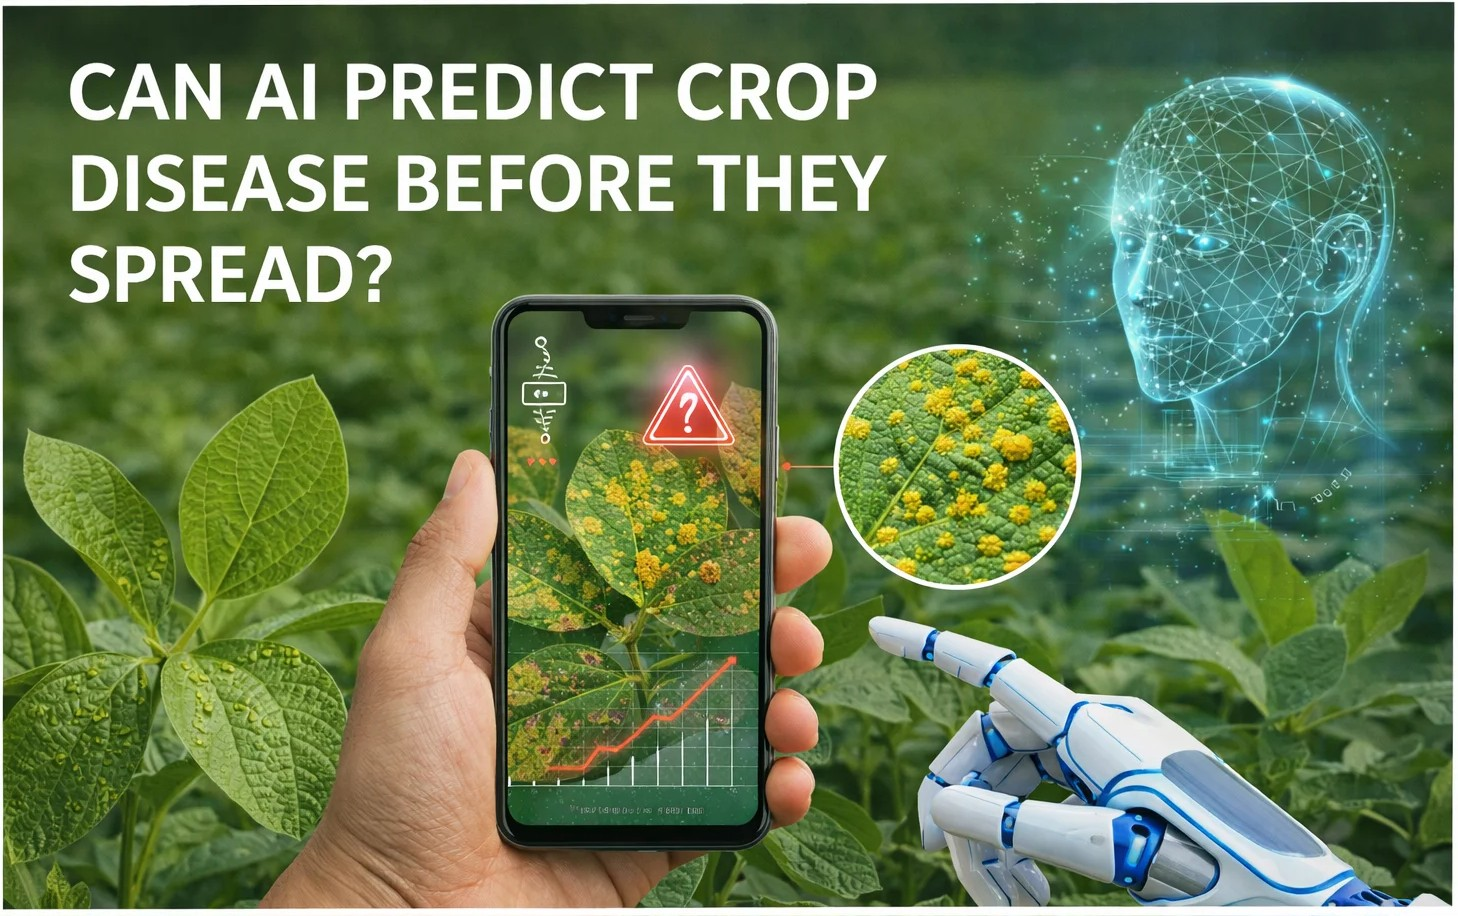 CAN AI PREDICT CROP
DISEASE BEFORE THEY
SPREAD?
?